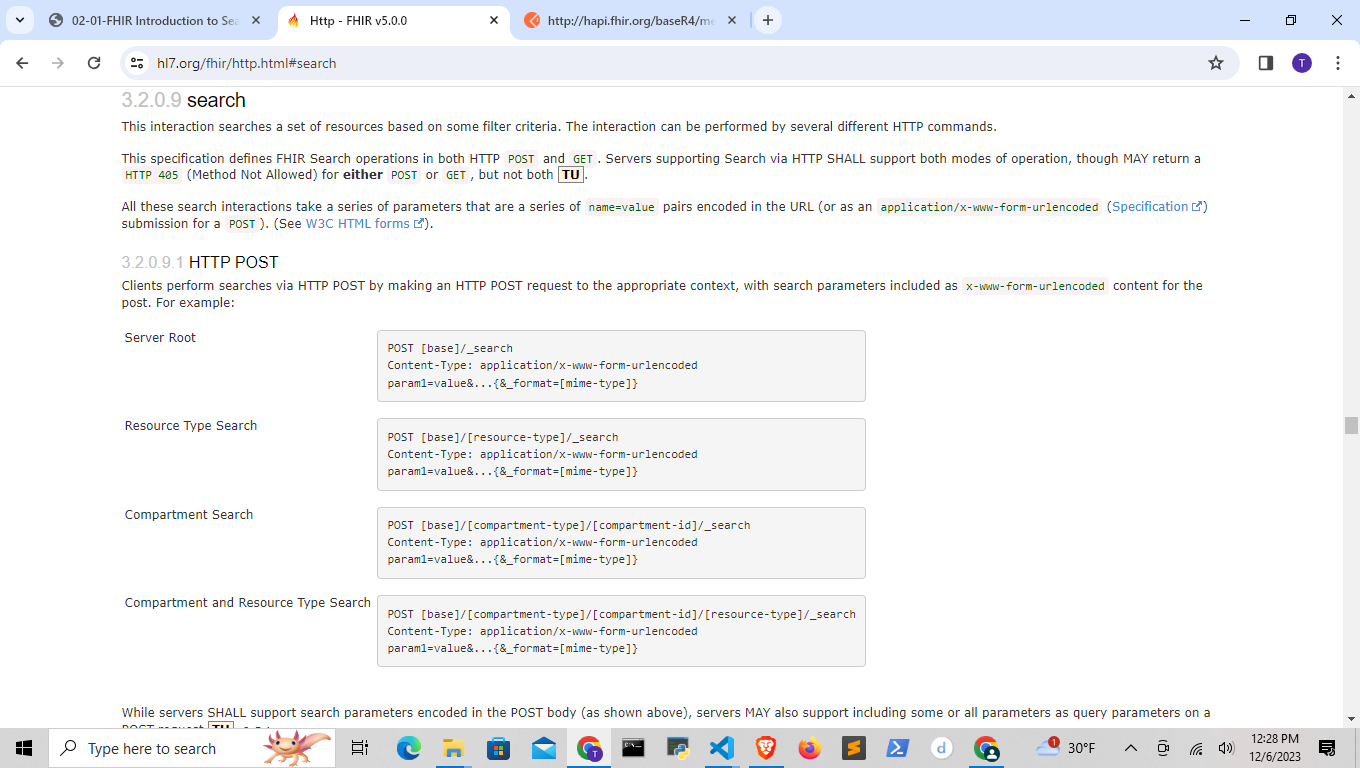 02-01-FHIR Introduction to Sea
Http - FHIR v5.0.0
http://hapi.fhir.org/baseR4/me
hl7.org/fhir/http.html#search
T
3.2.0.9 search
This interaction searches a set of resources based on some filter criteria. The interaction can be performed by several different HTTP commands.
This specification defines FHIR Search operations in both HTTP POST and GET. Servers supporting Search via HTTP SHALL support both modes of operation, though MAY return a
HTTP 405 (Method Not Allowed) for either POST or GET, but not both TU.
All these search interactions take a series of parameters that are a series of name=value pairs encoded in the URL (or as an application/x-www-form-urlencoded (Specification)
submission for a POST). (See W3C HTML forms).
3.2.0.9.1 HTTP POST
Clients perform searches via HTTP POST by making an HTTP POST request to the appropriate context, with search parameters included as x-www-form-urlencoded content for the
post. For example:
Server Root
POST [base]/_search
Content-Type: application/x-www-form-urlencoded
param1=value&...{&_format=[mime-type]}
Resource Type Search
POST [base]/[resource-type]/_search
Content-Type: application/x-www-form-urlencoded
param1=value&...{&_format=[mime-type]}
Compartment Search
POST [base]/[compartment-type]/[compartment-id]/_search
Content-Type: application/x-www-form-urlencoded
param1=value&...{&_format=[mime-type]}
Compartment and Resource Type Search
POST [base]/[compartment-type]/[compartment-id]/[resource-type]/_search
Content-Type: application/x-www-form-urlencoded
param1=value&...{&_format=[mime-type]}
While servers SHALL support search parameters encoded in the POST body (as shown above), servers MAY also support including some or all parameters as query parameters on a
POST request TU
Type here to search
T
d
1
30°F
12:28 PM
12/6/2023